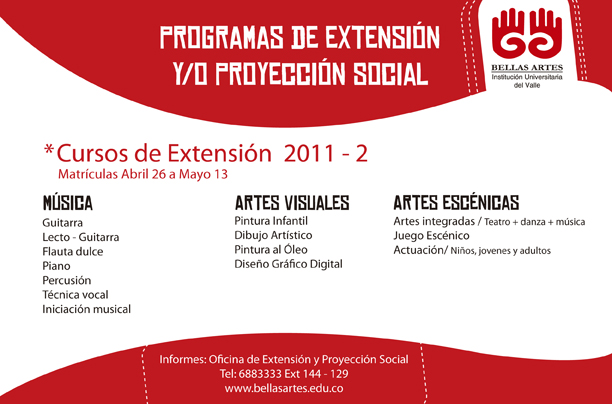 PROGRAMAS DE EXTENSIÓN
Y/O PROYECCIÓN SOCIAL
BELLAS ARTES
Institución Universitaria
del Valle
*Cursos de Extensión 2011 - 2
Matrículas Abril 26 a Mayo 13
MÚSICA
Guitarra
Lecto - Guitarra
Flauta dulce
Piano
Percusión
Técnica vocal
Iniciación musical
ARTES VISUALES
Pintura Infantil
Dibujo Artístico
Pintura al Óleo
Diseño Gráfico Digital
ARTES ESCÉNICAS
Artes integradas / Teatro + danza + música
Juego Escénico
Actuación/ Niños, jovenes y adultos
Informes: Oficina de Extensión y Proyección Social
Tel: 6883333 Ext 144 - 129
www.bellasartes.edu.co